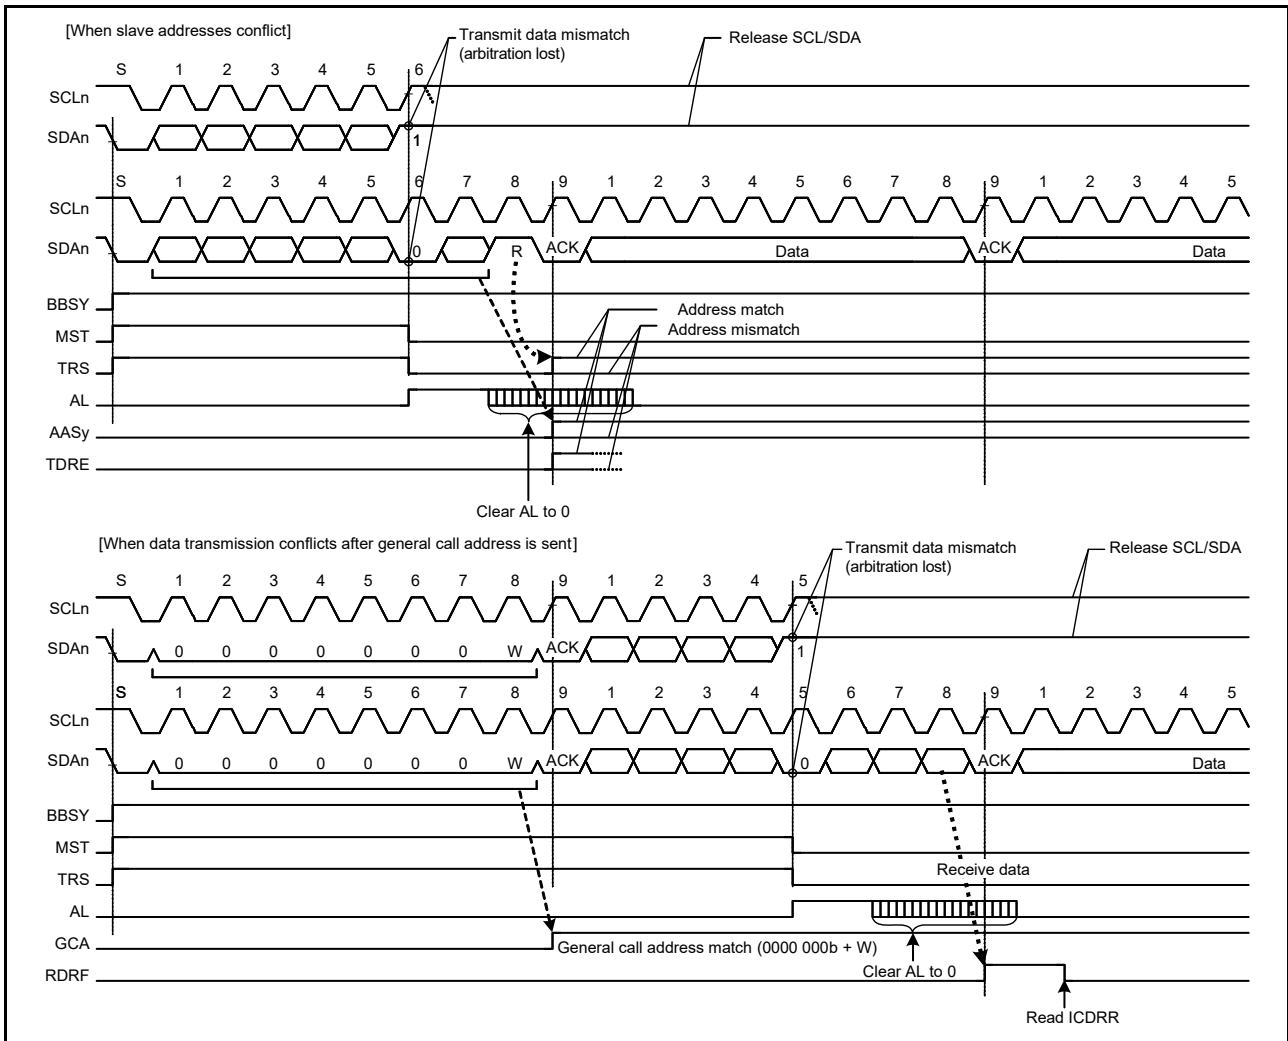 [When slave addresses conflict]
Transmit data mismatch
(arbitration lost)
Release SCL/SDA
S 1 2 3 4 5 6
SCLn
SDAn 1
S 1 2 3 4 5 6 7 8 9 1 2 3 4 5 6 7 8 9 1 2 3 4 5
SCLn
SDAn 0 R ACK Data ACK Data
BBSY
Address match
MST
Address mismatch
TRS
AL
AASy
TDRE
Clear AL to 0
[When data transmission conflicts after general call address is sent]
Transmit data mismatch
(arbitration lost)
Release SCL/SDA
S 1 2 3 4 5 6 7 8 9 1 2 3 4 5
SCLn
SDAn 0 0 0 0 0 0 0 W ACK 1
S 1 2 3 4 5 6 7 8 9 1 2 3 4 5 6 7 8 9 1 2 3 4 5
SCLn
SDAn 0 0 0 0 0 0 0 W ACK 0 ACK Data
BBSY
MST
TRS
Receive data
AL
GCA
General call address match (0000 000b + W)
Clear AL to 0
RDRF
Read ICDRR